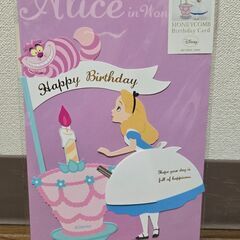 Alice
in Won
HONEYCOMB
Birthday Card
Disney
Happy Birthday
Hope your day is
full of happiness.